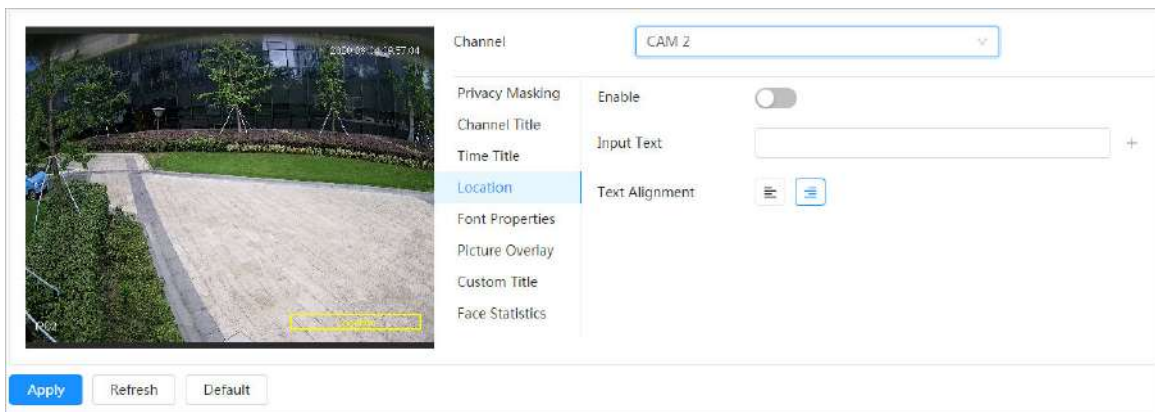 Channel
CAM 2
Privacy Masking
Channel Title
Time Title
Location
Font Properties
Picture Overlay
Custom Title
Face Statistics
Enable
Input Text
+
Text Alignment
Apply
Refresh
Default